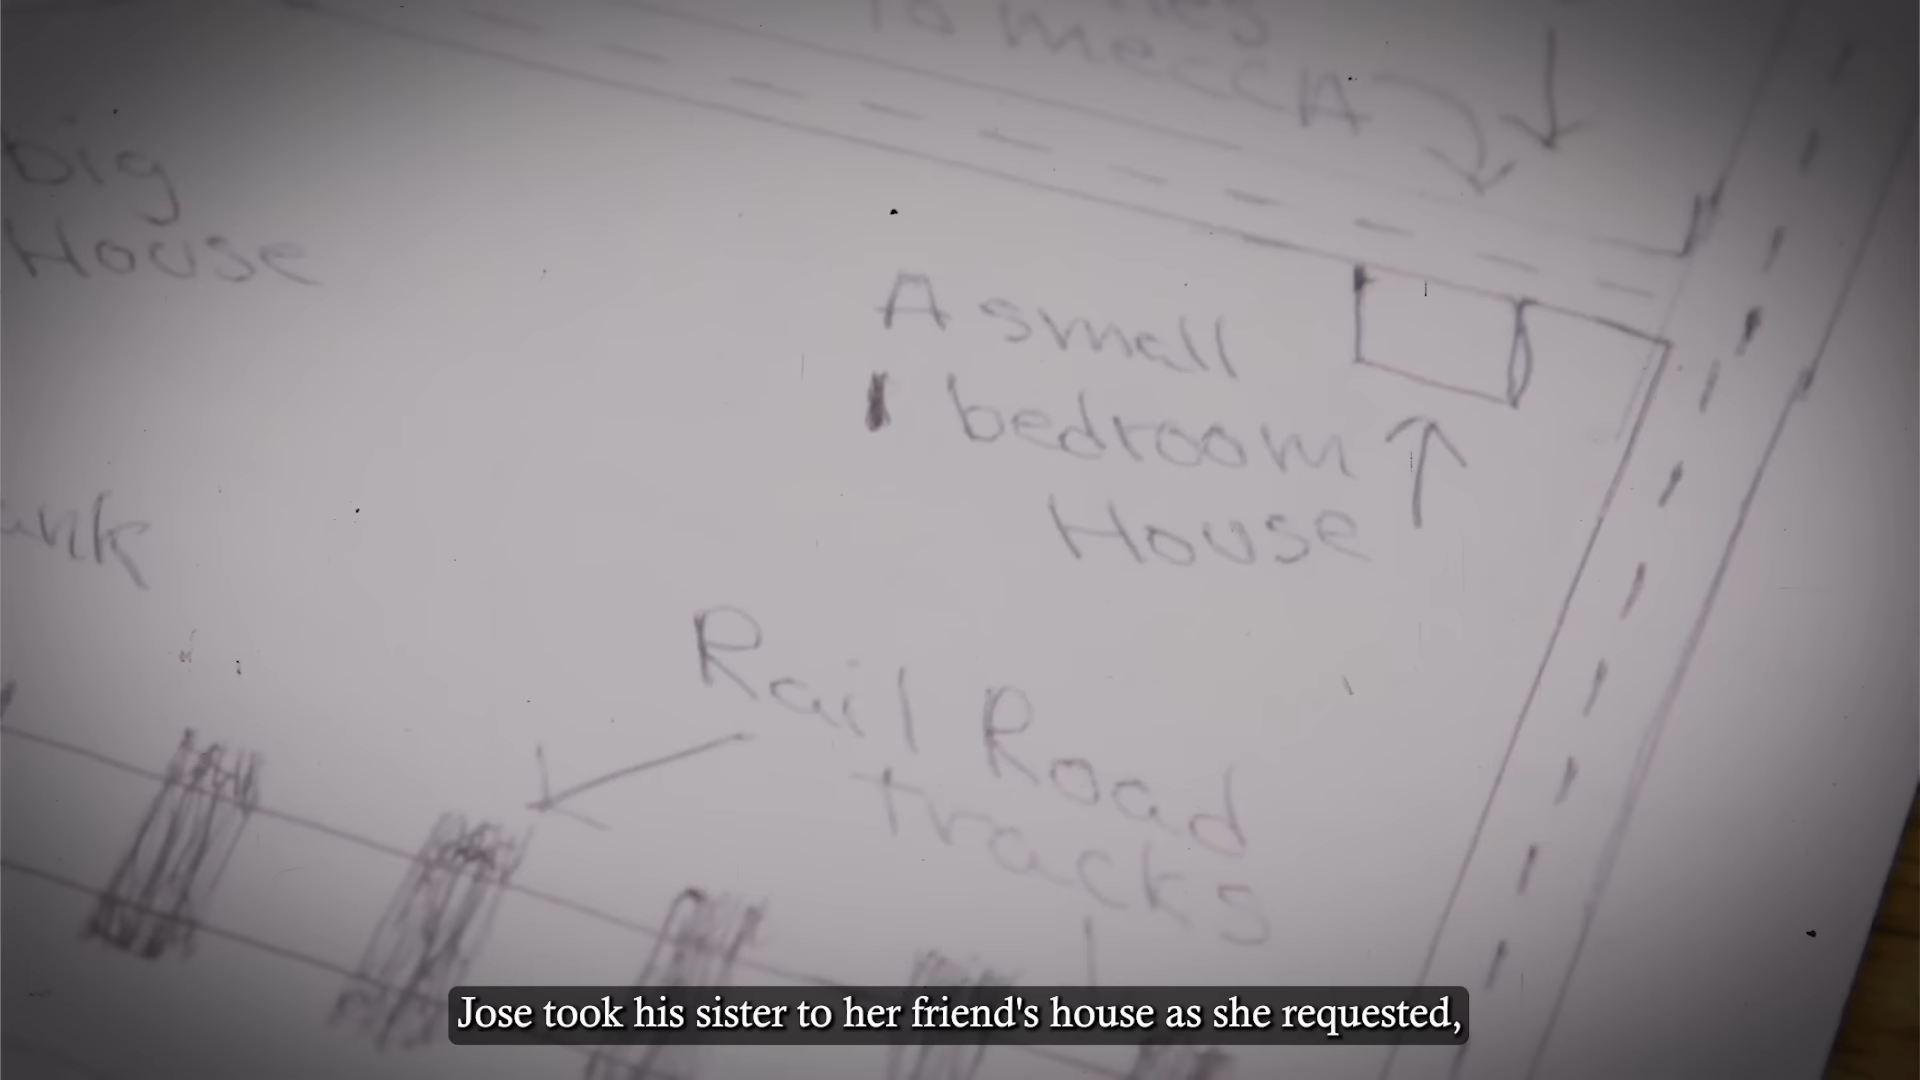 To MeccA
big
House
A small
1 bedroom
House
Rail Road
tracks
Jose took his sister to her friend's house as she requested,